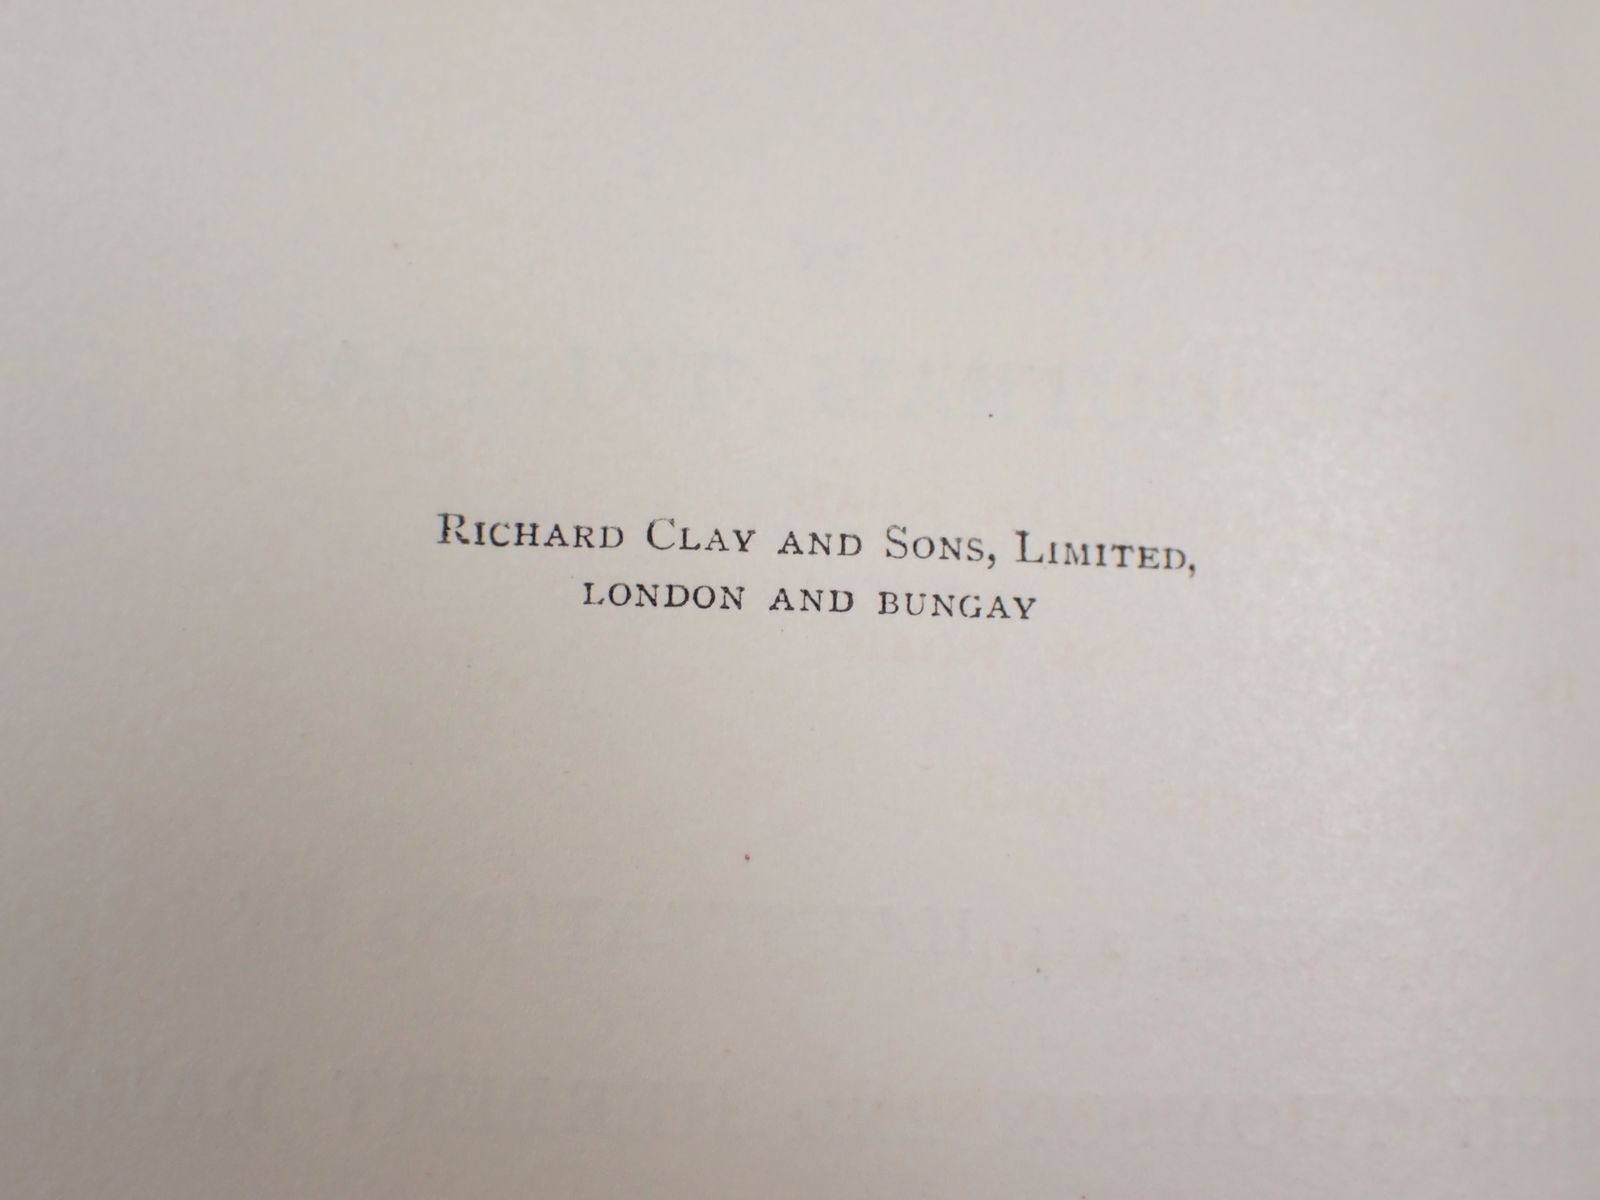 Richard Clay and Sons, Limited,
LONDON AND BUNGAY